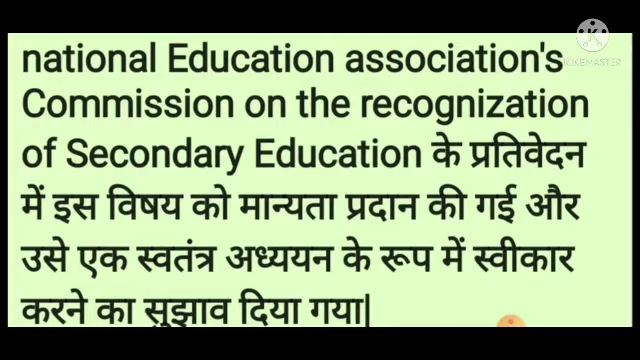 KINEMASTER
national Education association's
Commission on the recognization
of Secondary Education के प्रतिवेदन
में इस विषय को मान्यता प्रदान की गई और
उसे एक स्वतंत्र अध्ययन के रूप में स्वीकार
करने का सुझाव दिया गया|